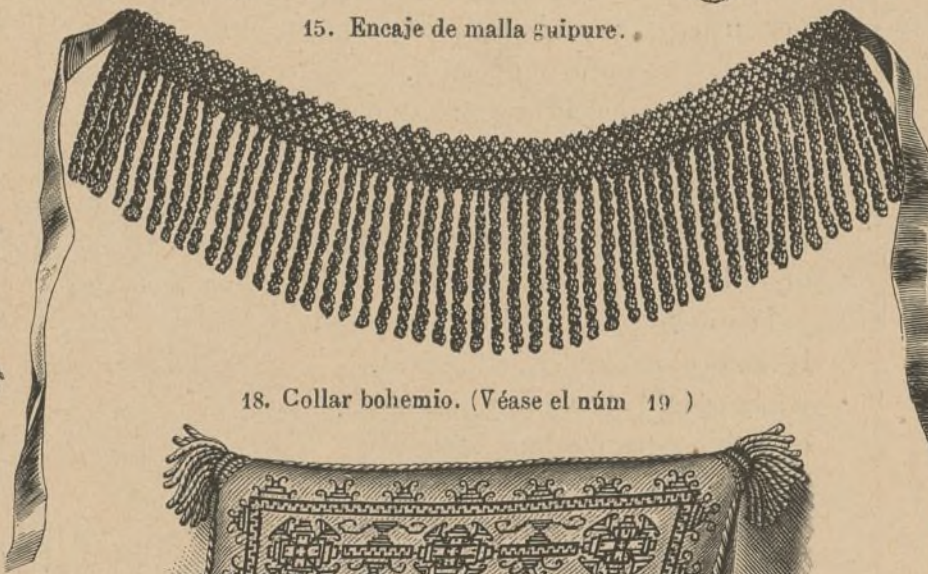 15. Encaje de malla guipure.
18. Collar bohemio. (Véase el núm 19 )